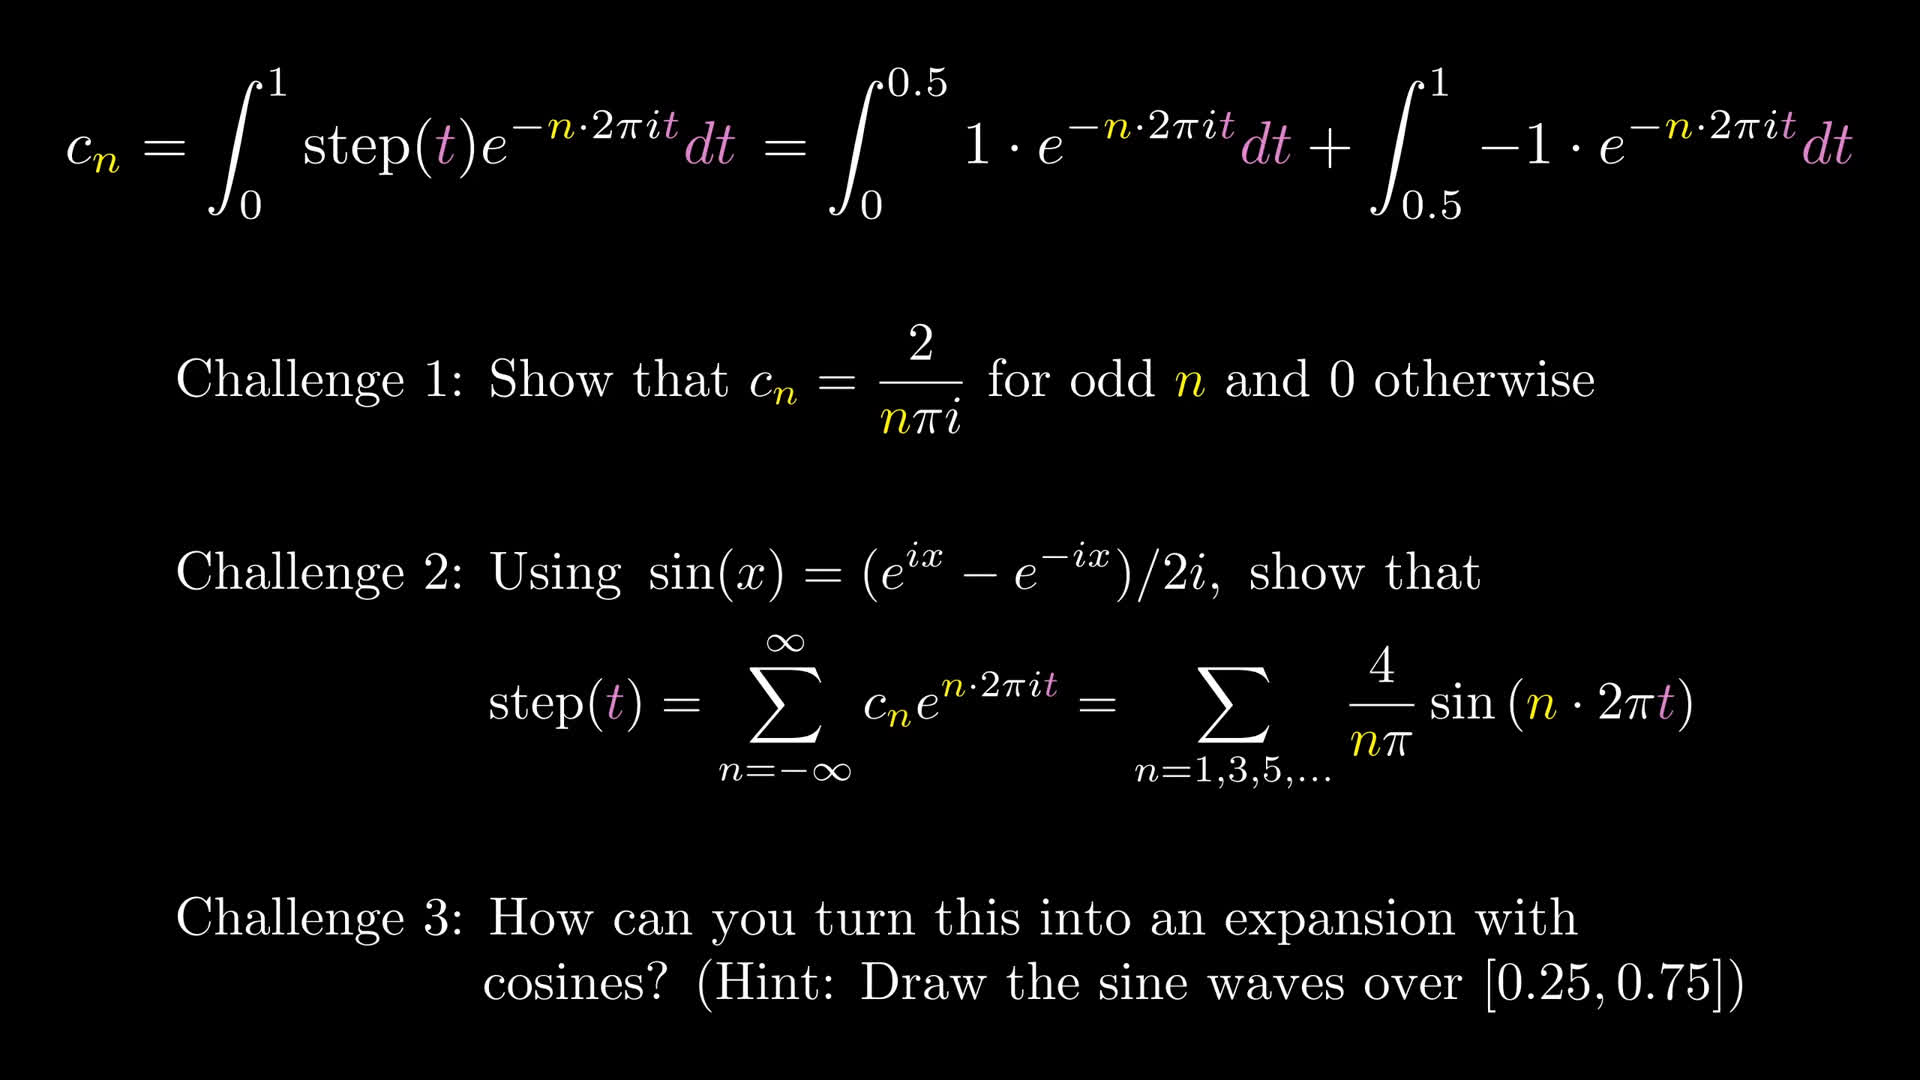 $c_n = \int_0^1 \text{step}(t)e^{-n\cdot 2\pi i t}dt = \int_0^{0.5} 1 \cdot e^{-n\cdot 2\pi i t}dt + \int_{0.5}^1 -1 \cdot e^{-n\cdot 2\pi i t}dt$
Challenge 1: Show that $c_n = \frac{2}{n\pi i}$ for odd $n$ and 0 otherwise
Challenge 2: Using $\sin(x) = (e^{ix} - e^{-ix})/2i$, show that
$\text{step}(t) = \sum_{n=-\infty}^{\infty} c_n e^{n\cdot 2\pi i t} = \sum_{n=1,3,5,\ldots} \frac{4}{n\pi} \sin(n \cdot 2\pi t)$
Challenge 3: How can you turn this into an expansion with
cosines? (Hint: Draw the sine waves over $[0.25, 0.75]$)